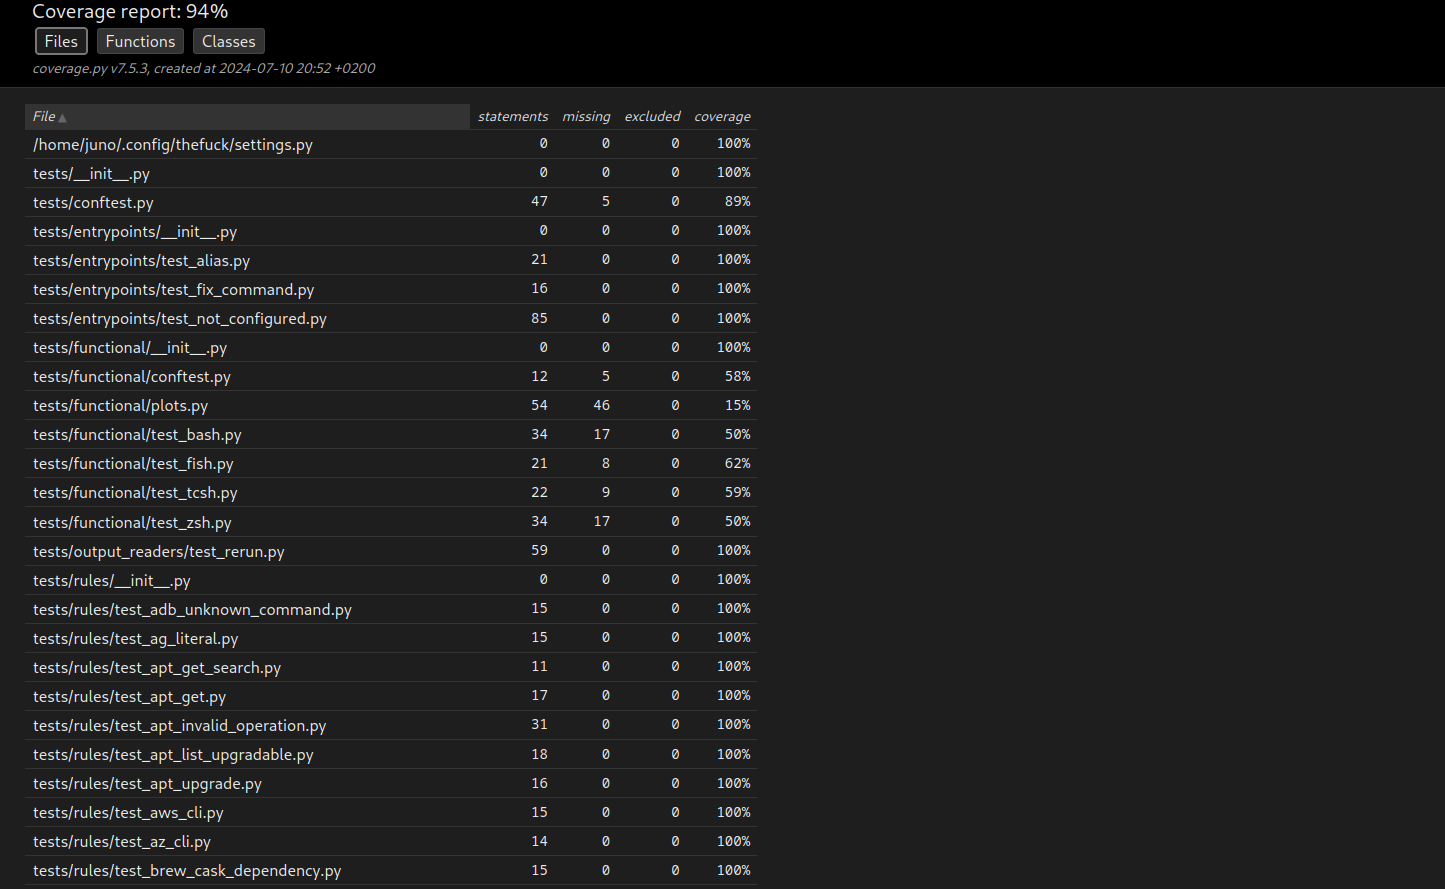 Coverage report: 94%
Files Functions Classes
coverage.py v7.5.3, created at 2024-07-10 20:52 +0200
File ▲ statements missing excluded coverage
/home/juno/.config/thefuck/settings.py 0 0 0 100%
tests/__init__.py 0 0 0 100%
tests/conftest.py 47 5 0 89%
tests/entrypoints/__init__.py 0 0 0 100%
tests/entrypoints/test_alias.py 21 0 0 100%
tests/entrypoints/test_fix_command.py 16 0 0 100%
tests/entrypoints/test_not_configured.py 85 0 0 100%
tests/functional/__init__.py 0 0 0 100%
tests/functional/conftest.py 12 5 0 58%
tests/functional/plots.py 54 46 0 15%
tests/functional/test_bash.py 34 17 0 50%
tests/functional/test_fish.py 21 8 0 62%
tests/functional/test_tcsh.py 22 9 0 59%
tests/functional/test_zsh.py 34 17 0 50%
tests/output_readers/test_rerun.py 59 0 0 100%
tests/rules/__init__.py 0 0 0 100%
tests/rules/test_adb_unknown_command.py 15 0 0 100%
tests/rules/test_ag_literal.py 15 0 0 100%
tests/rules/test_apt_get_search.py 11 0 0 100%
tests/rules/test_apt_get.py 17 0 0 100%
tests/rules/test_apt_invalid_operation.py 31 0 0 100%
tests/rules/test_apt_list_upgradable.py 18 0 0 100%
tests/rules/test_apt_upgrade.py 16 0 0 100%
tests/rules/test_aws_cli.py 15 0 0 100%
tests/rules/test_az_cli.py 14 0 0 100%
tests/rules/test_brew_cask_dependency.py 15 0 0 100%